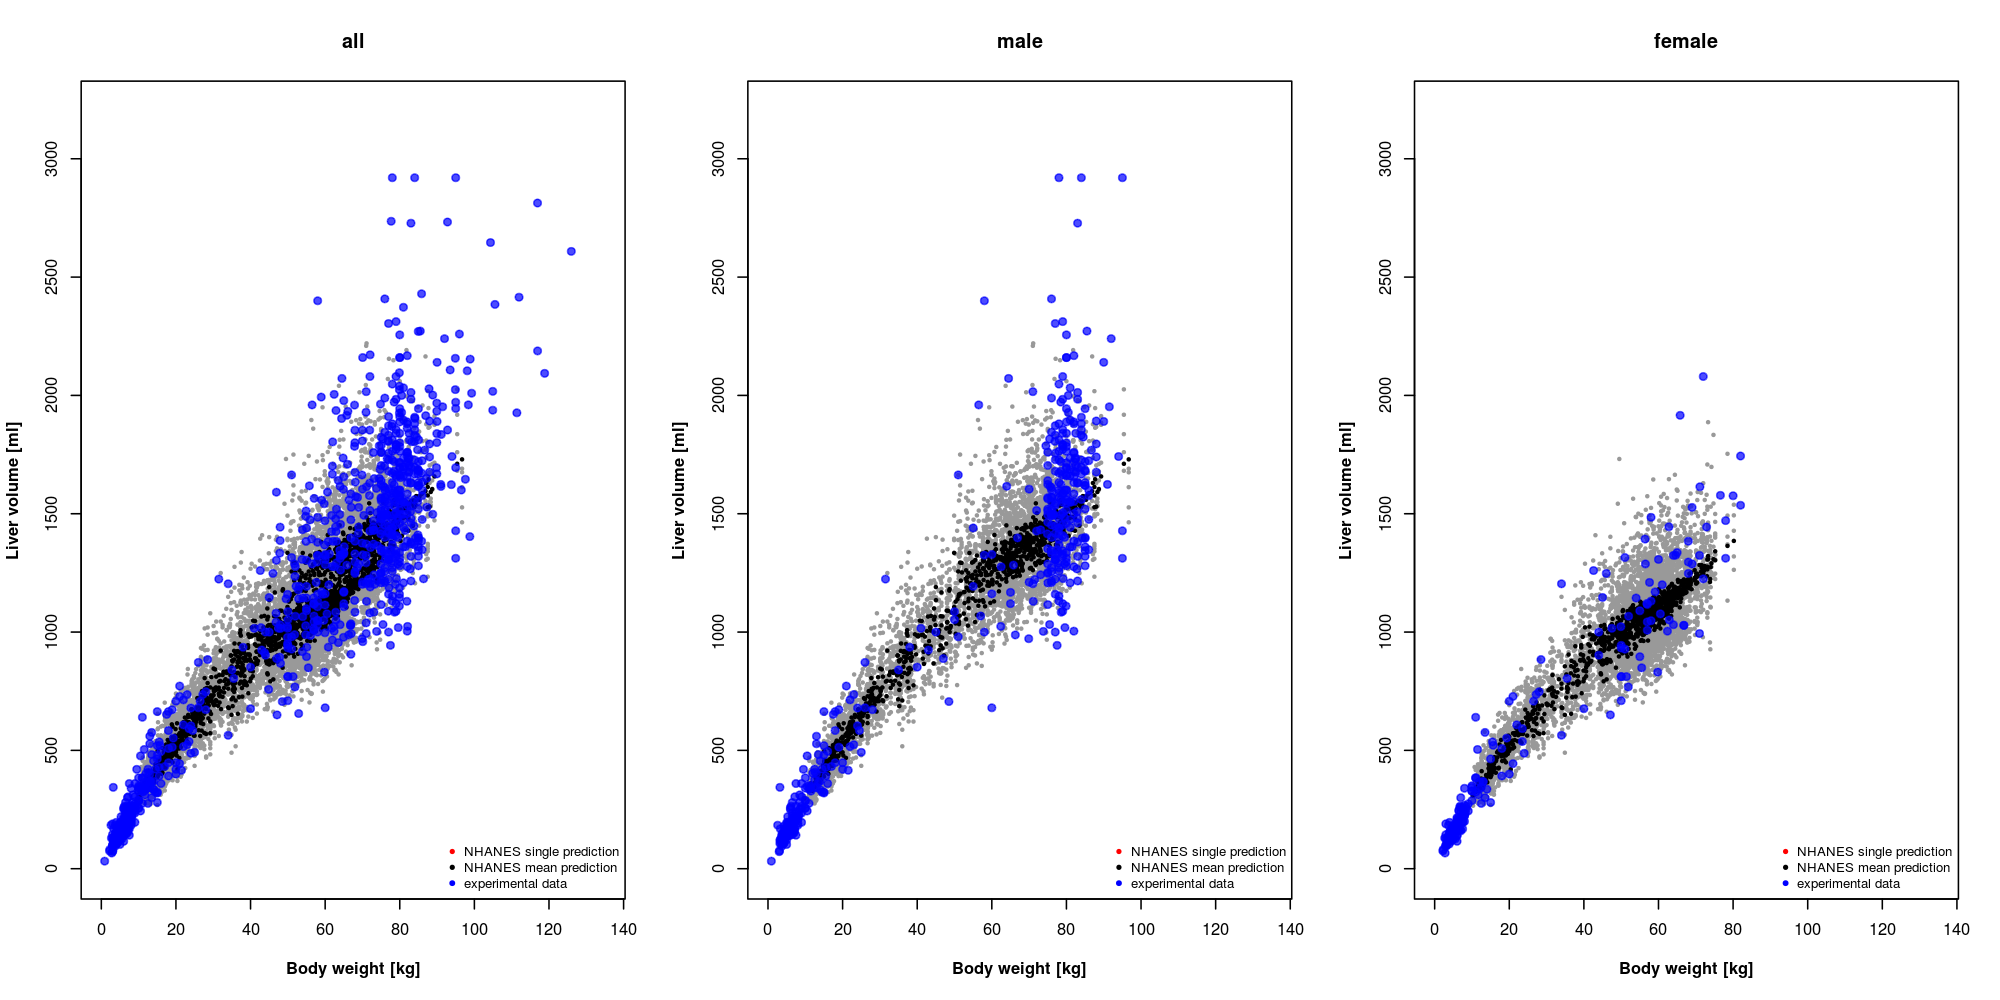 all
Liver volume [ml]
3000
2500
2000
1500
1000
500
0
NHANES single prediction
NHANES mean prediction
experimental data
0 20 40 60 80 100 120 140
Body weight [kg]
male
Liver volume [ml]
3000
2500
2000
1500
1000
500
0
NHANES single prediction
NHANES mean prediction
experimental data
0 20 40 60 80 100 120 140
Body weight [kg]
female
Liver volume [ml]
3000
2500
2000
1500
1000
500
0
NHANES single prediction
NHANES mean prediction
experimental data
0 20 40 60 80 100 120 140
Body weight [kg]